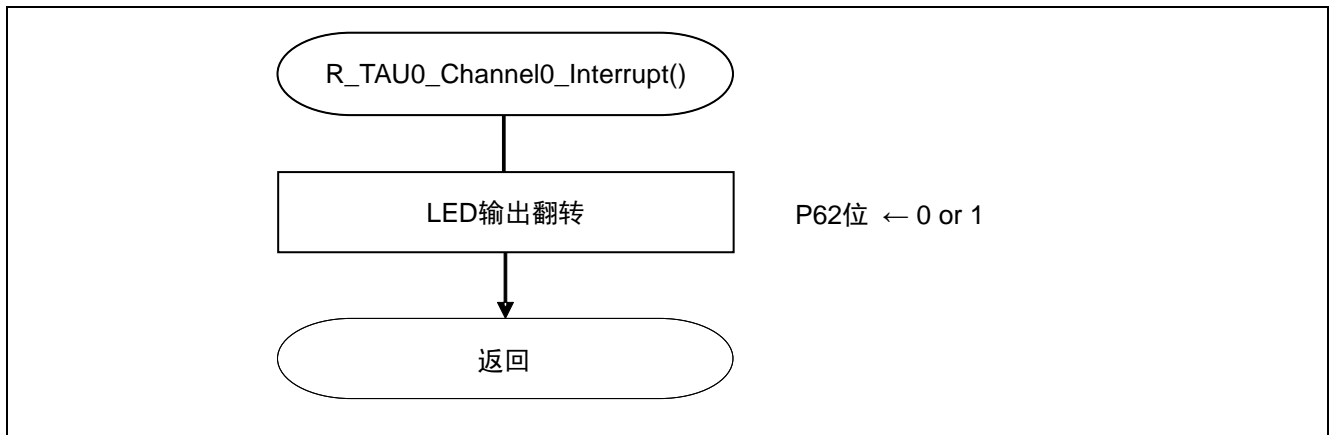 R_TAU0_Channel0_Interrupt()
LED输出翻转
P62位 ← 0 or 1
返回